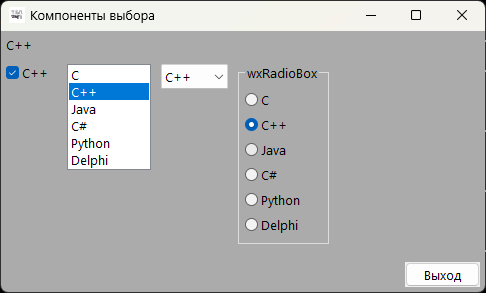 Компоненты выбора
C++
C++
C
C++
Java
C#
Python
Delphi
C++
wxRadioBox
C
C++
Java
C#
Python
Delphi
Выход